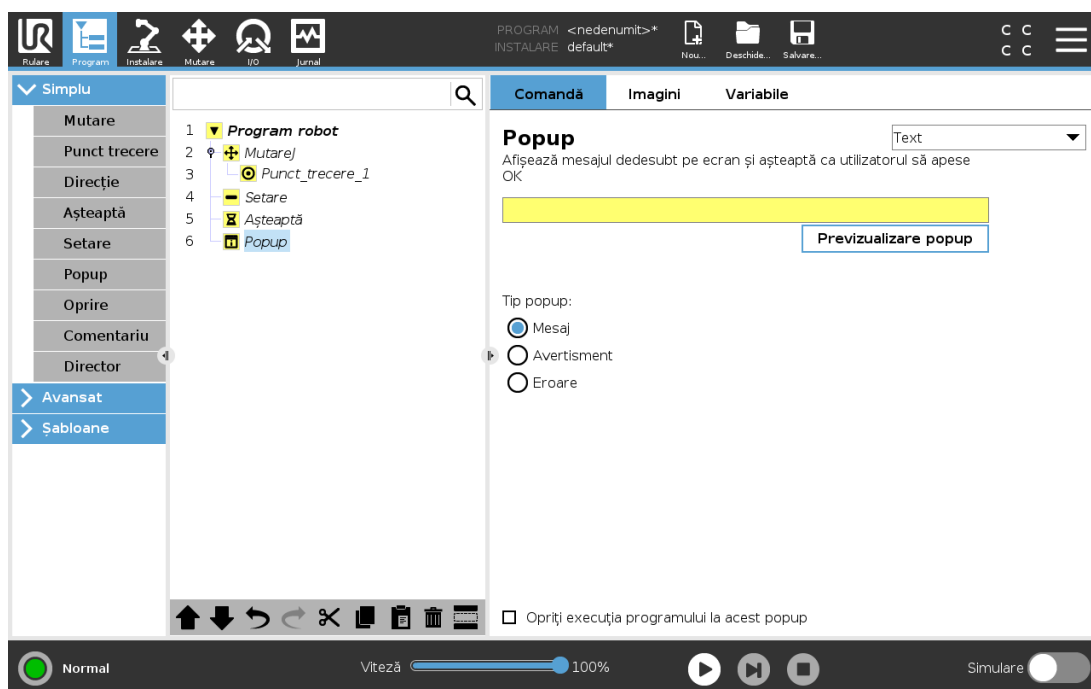 PROGRAM <nedenumit>*
INSTALARE default*
Rulare Program Instalare Mutare I/O Jurnal Nou... Deschide... Salvare...
C C
C C
Simplu
Mutare
Punct trecere
Direcție
Așteaptă
Setare
Popup
Oprire
Comentariu
Director
Avansat
Șabloane
1 Program robot
2 MutareJ
3 Punct_trecere_1
4 Setare
5 Așteaptă
6 Popup
Comandă Imagini Variabile
Popup Text
Afișează mesajul dedesubt pe ecran și așteaptă ca utilizatorul să apese
OK
Previzualizare popup
Tip popup:
Mesaj
Avertisment
Eroare
Opriți execuția programului la acest popup
Normal Viteză 100% Simulare